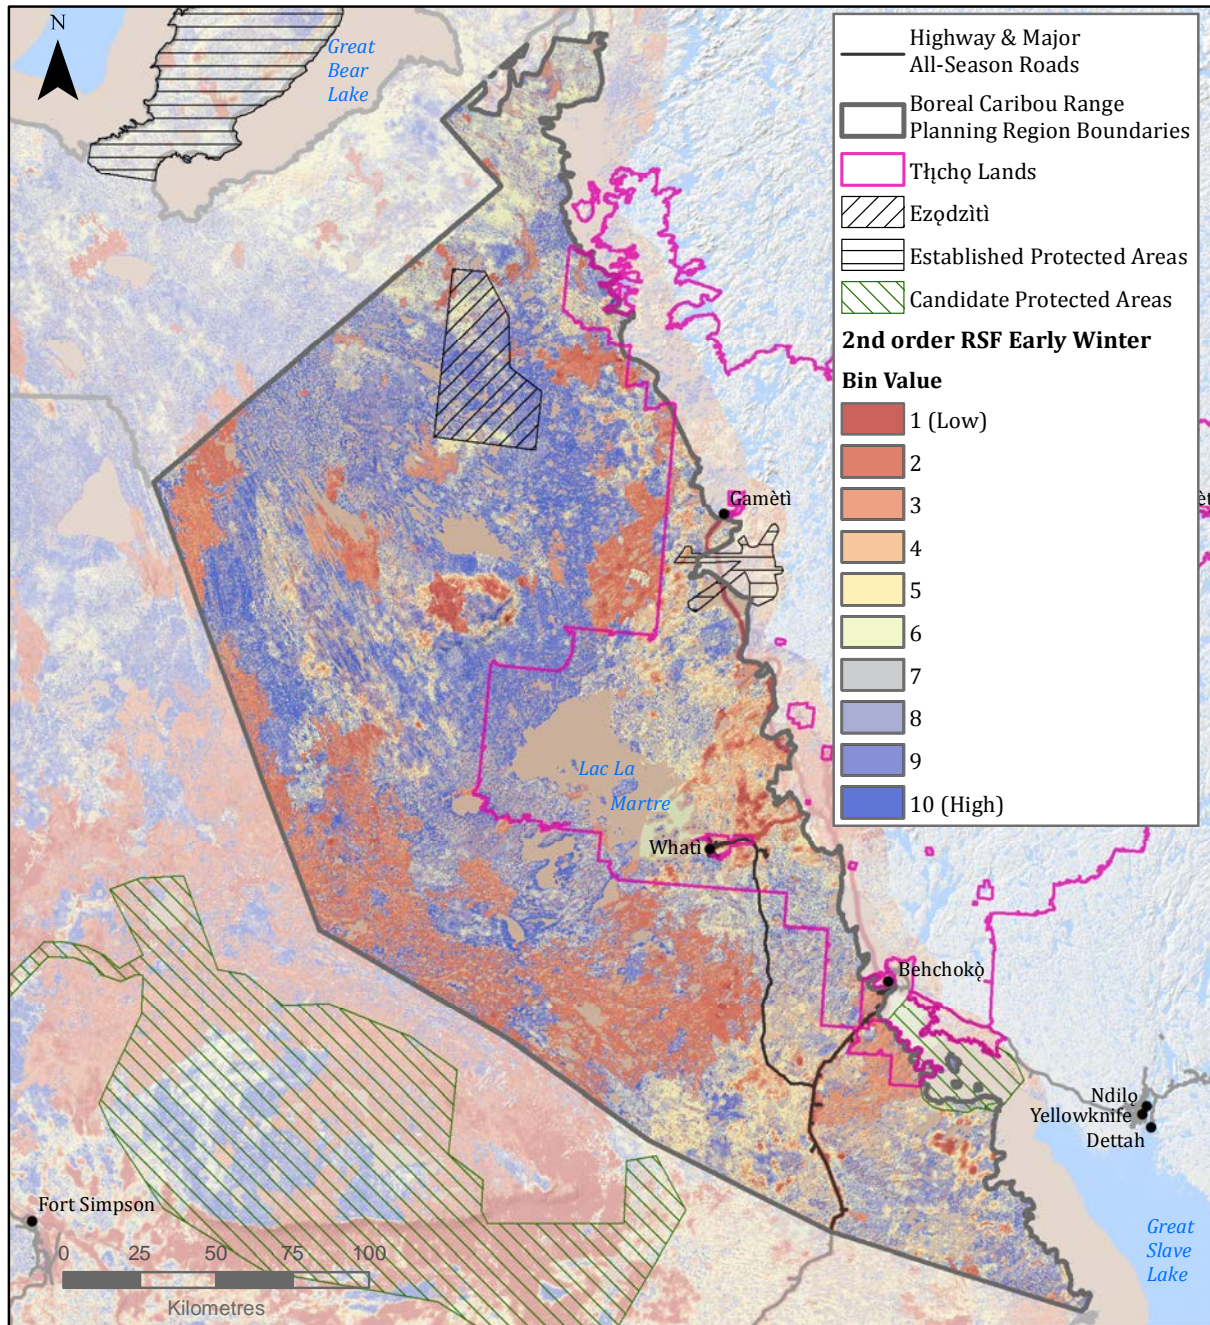 N
Great
Bear
Lake
Highway & Major
All-Season Roads
Boreal Caribou Range
Planning Region Boundaries
Tłı̨chǫ Lands
Ezǫdzìtì
Established Protected Areas
Candidate Protected Areas
2nd order RSF Early Winter
Bin Value
1 (Low)
2
3
4
5
6
7
8
9
10 (High)
Gamètì
Lac La
Martre
Whatì
Behchokǫ̀
Ndilǫ
Yellowknife
Dettah
Fort Simpson
Great
Slave
Lake
0 25 50 75 100
Kilometres